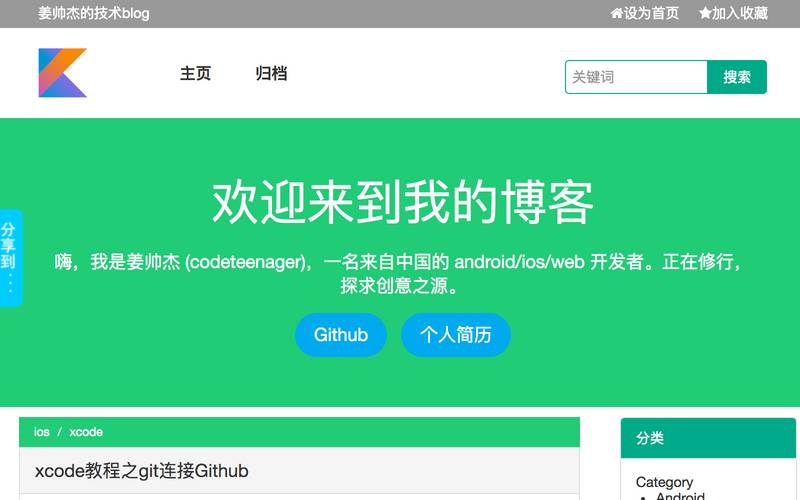 姜帅杰的技术blog
设为首页 加入收藏
主页 归档
关键词 搜索
欢迎来到我的博客
分享到
嗨，我是姜帅杰 (codeteenager)，一名来自中国的 android/ios/web 开发者。正在修行，
探求创意之源。
Github 个人简历
ios / xcode
分类
xcode教程之git连接Github
Category
Android